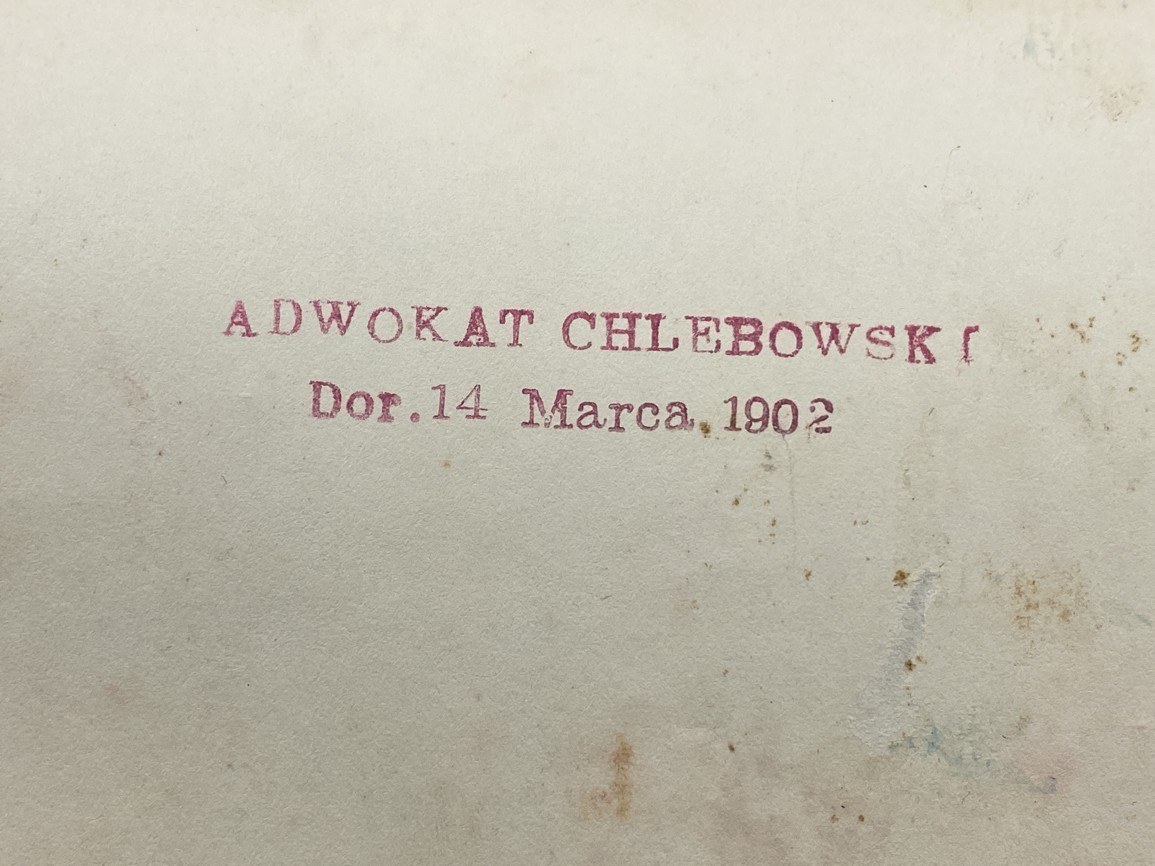 ADWOKAT CHLEBOWSKI
Dor. 14 Marca 1902